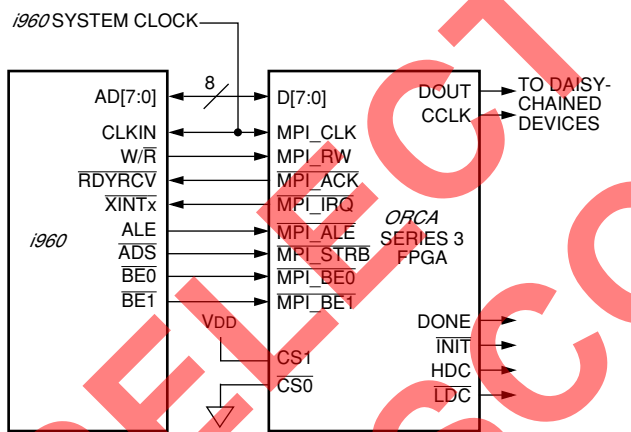 i960 SYSTEM CLOCK
AD[7:0] 8 D[7:0]
CLKIN MPI_CLK
W/R̅ MPI_RW
RDYRCV MPI_ACK
XINTx MPI_IRQ
ALE MPI_ALE
ADS MPI_STRB
BE0 MPI_BE0
BE1 MPI_BE1
i960
VDD
CS1
CS0
ORCA
SERIES 3
FPGA
DOUT
CCLK
TO DAISY-
CHAINED
DEVICES
DONE
INIT
HDC
LDC